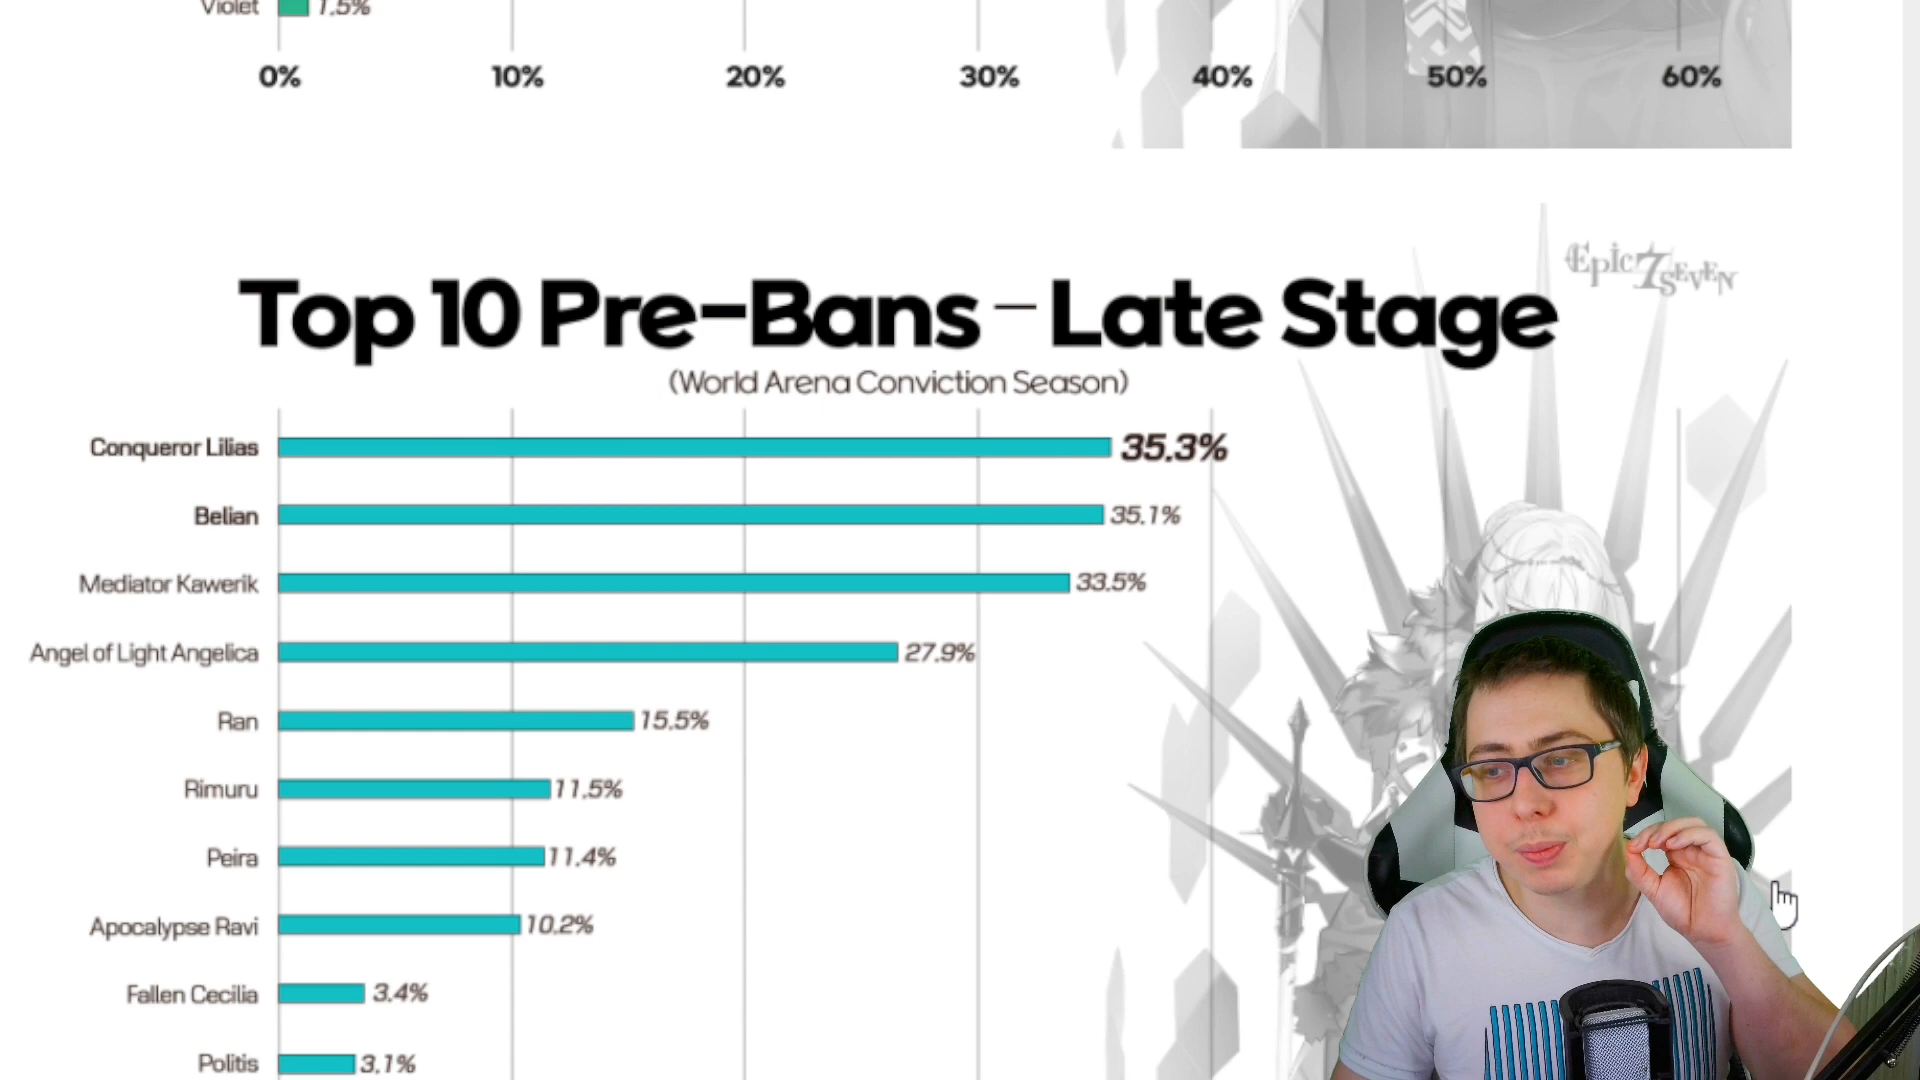 Violet 1.5%
0% 10% 20% 30% 40% 50% 60%
Epic 7 SEVEN
Top 10 Pre-Bans – Late Stage
(World Arena Conviction Season)
Conqueror Lilias 35.3%
Belian 35.1%
Mediator Kawerik 33.5%
Angel of Light Angelica 27.9%
Ran 15.5%
Rimuru 11.5%
Peira 11.4%
Apocalypse Ravi 10.2%
Fallen Cecilia 3.4%
Politis 3.1%